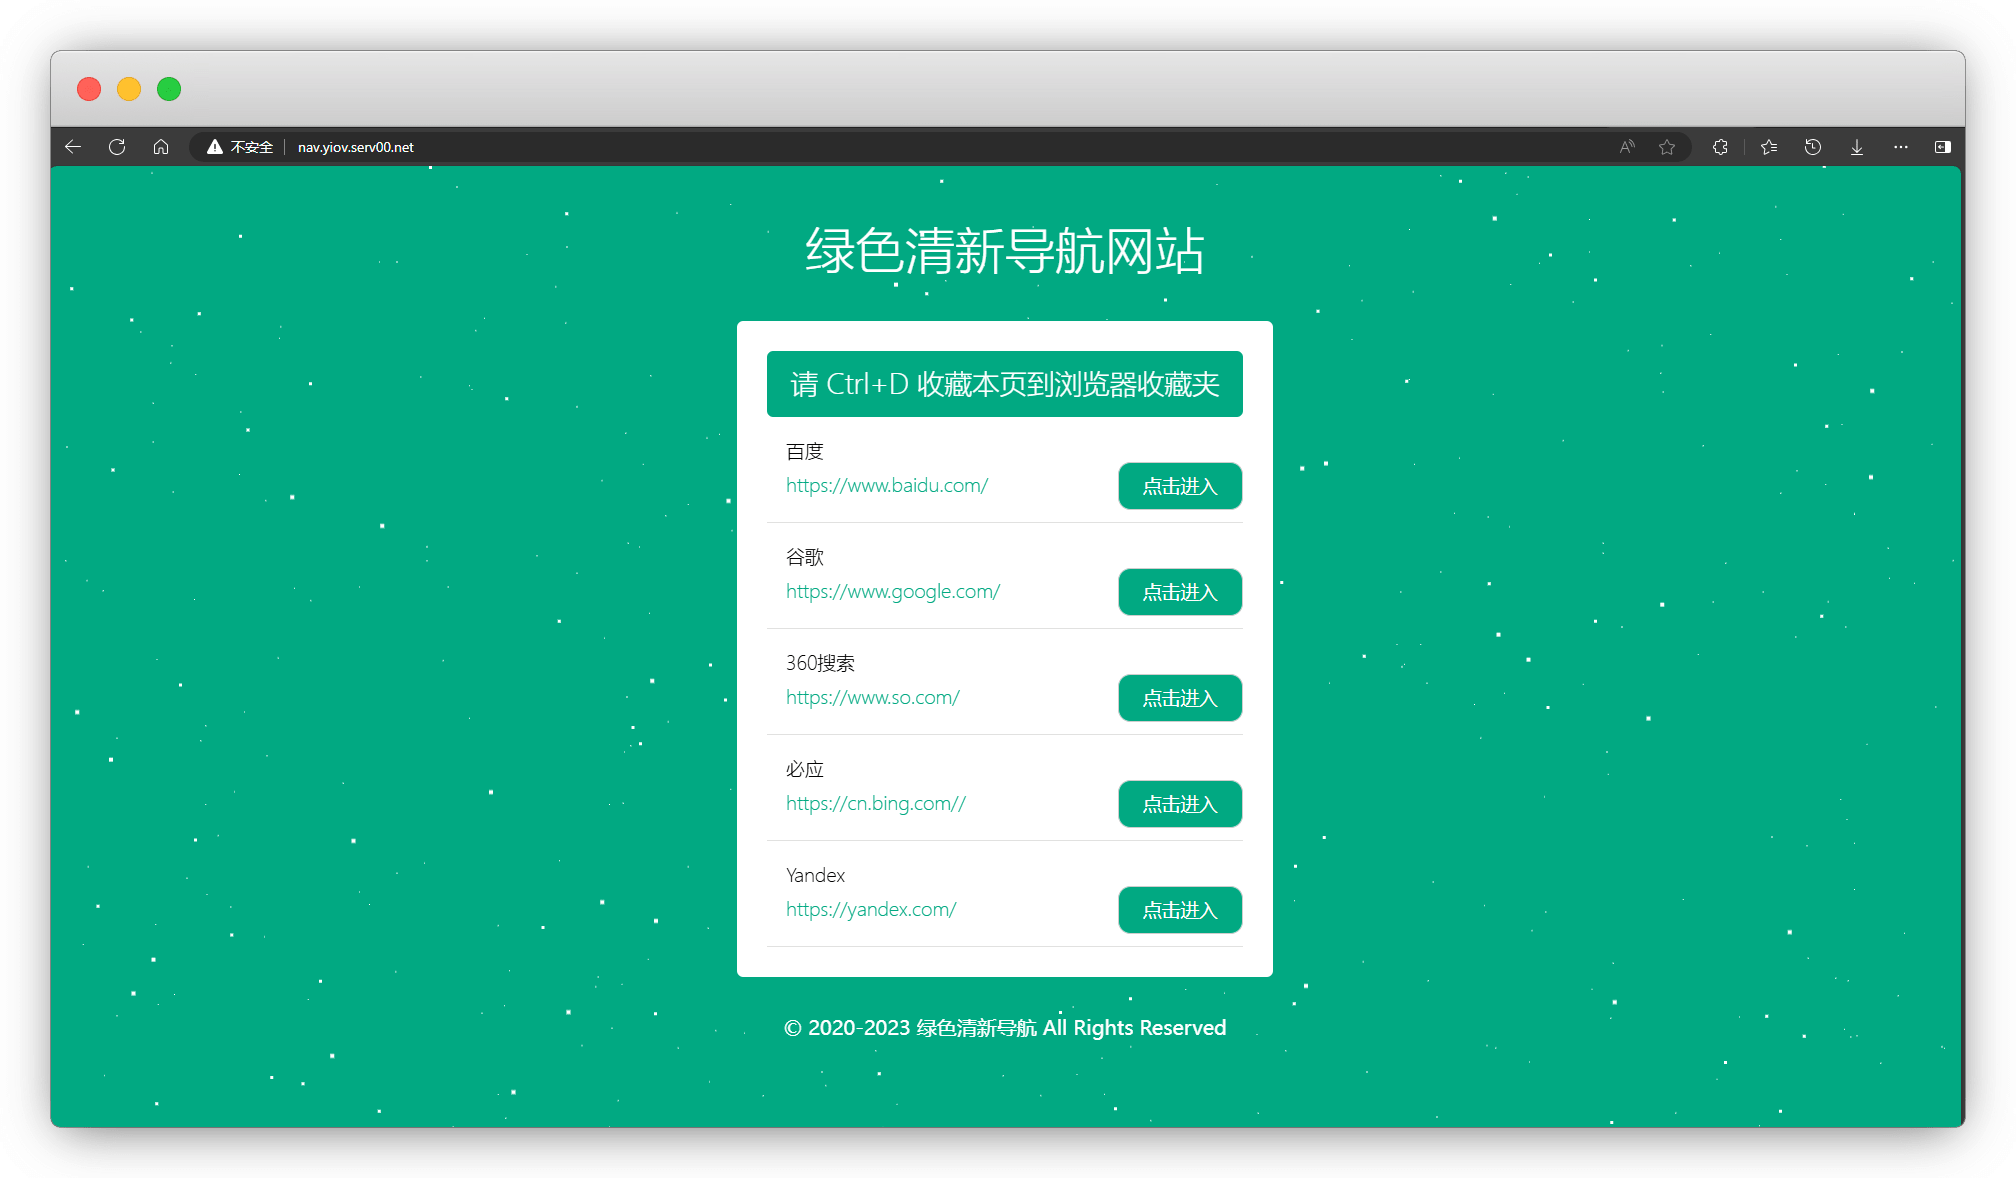 不安全 nav.yiov.serv00.net
绿色清新导航网站
请 Ctrl+D 收藏本页到浏览器收藏夹
百度
https://www.baidu.com/ 点击进入
谷歌
https://www.google.com/ 点击进入
360搜索
https://www.so.com/ 点击进入
必应
https://cn.bing.com// 点击进入
Yandex
https://yandex.com/ 点击进入
© 2020-2023 绿色清新导航 All Rights Reserved